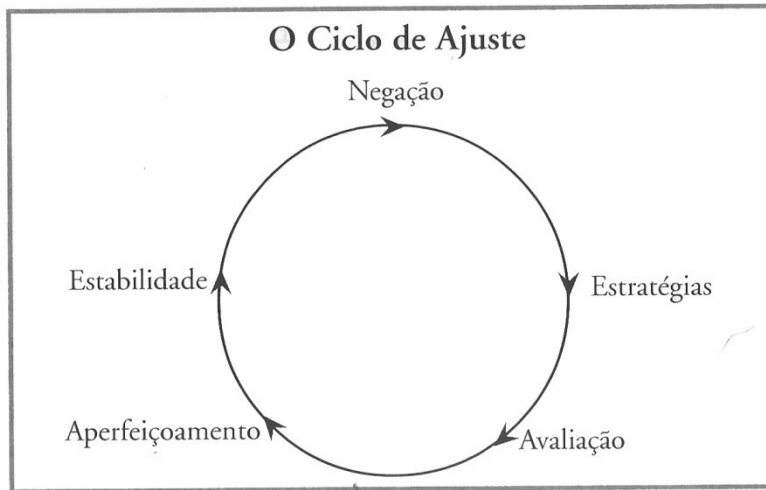 O Ciclo de Ajuste
Negação
Estabilidade
Estratégias
Aperfeiçoamento
Avaliação